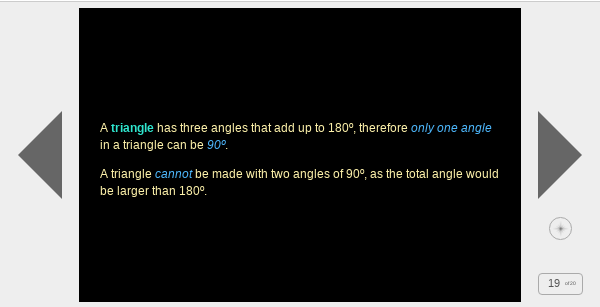 A triangle has three angles that add up to 180º, therefore only one angle
in a triangle can be 90º.
A triangle cannot be made with two angles of 90º, as the total angle would
be larger than 180º.
19 of 20